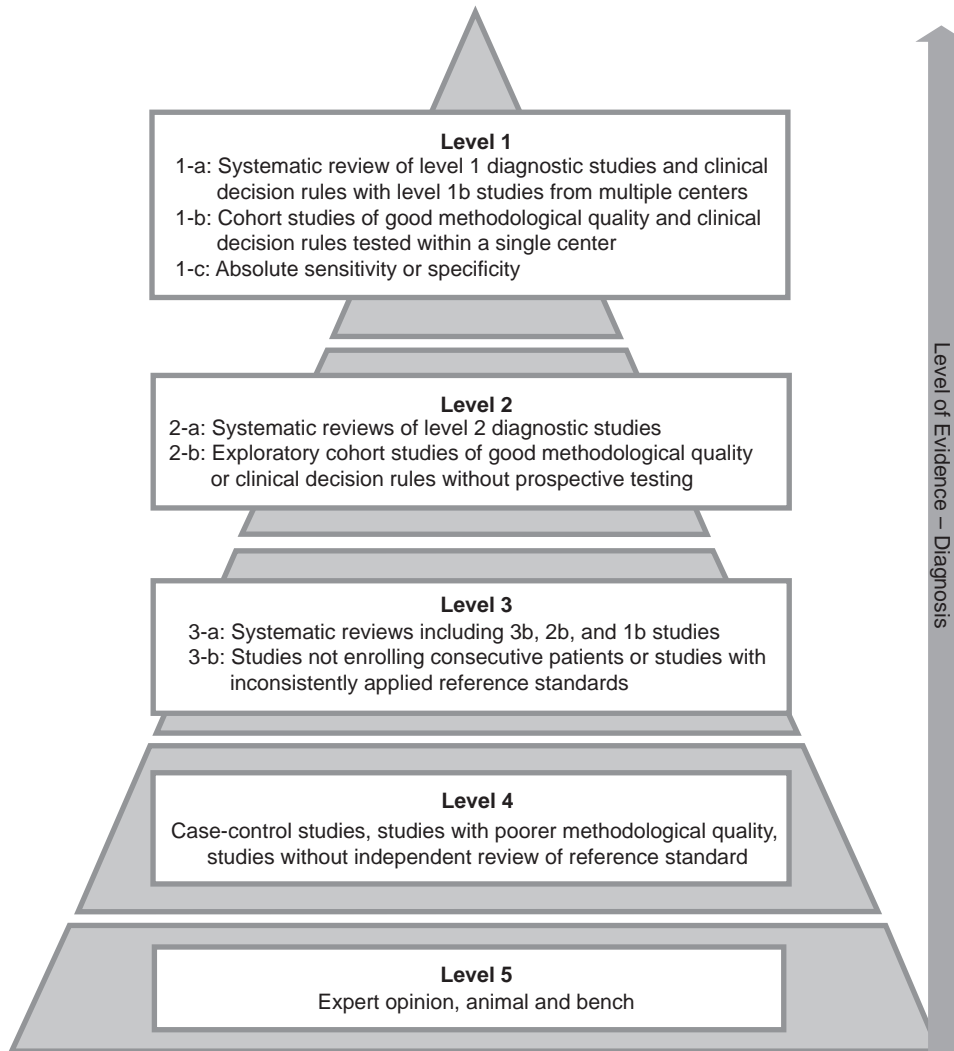 Level 1
1-a: Systematic review of level 1 diagnostic studies and clinical
decision rules with level 1b studies from multiple centers
1-b: Cohort studies of good methodological quality and clinical
decision rules tested within a single center
1-c: Absolute sensitivity or specificity
Level 2
2-a: Systematic reviews of level 2 diagnostic studies
2-b: Exploratory cohort studies of good methodological quality
or clinical decision rules without prospective testing
Level 3
3-a: Systematic reviews including 3b, 2b, and 1b studies
3-b: Studies not enrolling consecutive patients or studies with
inconsistently applied reference standards
Level 4
Case-control studies, studies with poorer methodological quality,
studies without independent review of reference standard
Level 5
Expert opinion, animal and bench
Level of Evidence – Diagnosis